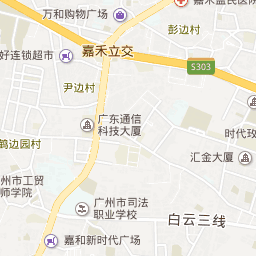 嘉禾益民医院
万和购物广场
彭边村
嘉禾立交
好连锁超市
S303
尹边村
广东通信
科技大厦
时代玫
鹤边园村
汇金大厦
州市工贸
师学院
广州市司法
职业学校
白云三线
嘉和新时代广场